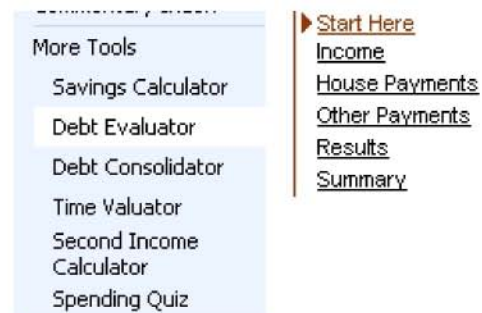 More Tools
Savings Calculator
Debt Evaluator
Debt Consolidator
Time Valuator
Second Income
Calculator
Spending Quiz
Start Here
Income
House Payments
Other Payments
Results
Summary